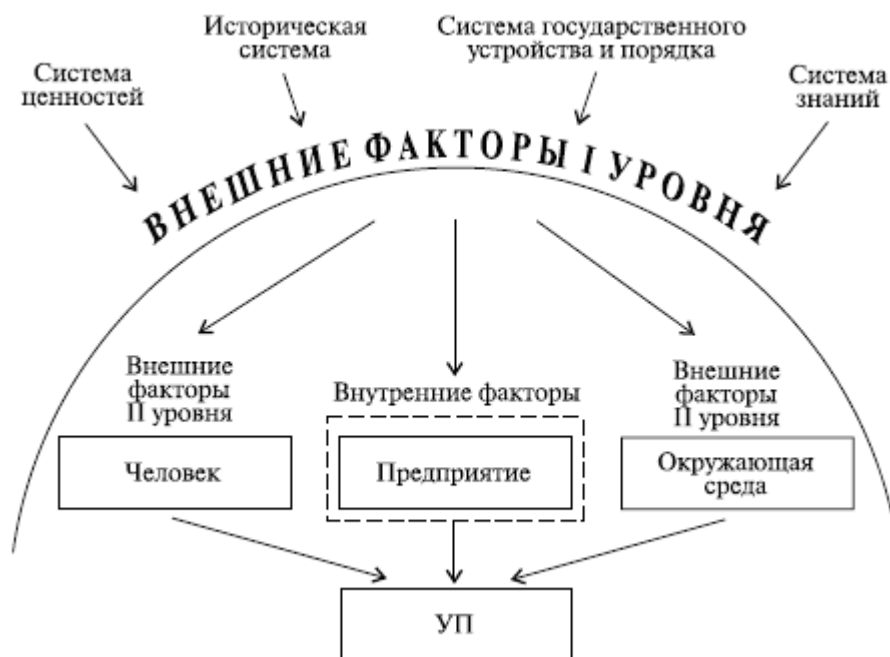 Система
ценностей
Историческая
система
Система государственного
устройства и порядка
Система
знаний
ВНЕШНИЕ ФАКТОРЫ I УРОВНЯ
Внешние
факторы
II уровня
Человек
Внутренние факторы
Предприятие
Внешние
факторы
II уровня
Окружающая
среда
УП